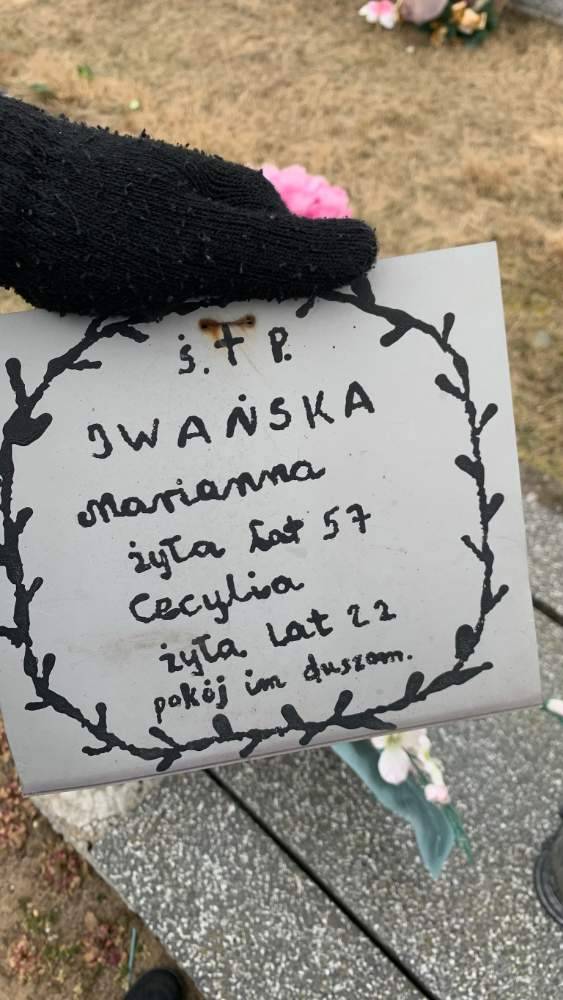 ś. † P.
IWAŃSKA
Marianna
żyła Lat 57
Cecylia
żyła Lat 22
pokój im duszom.